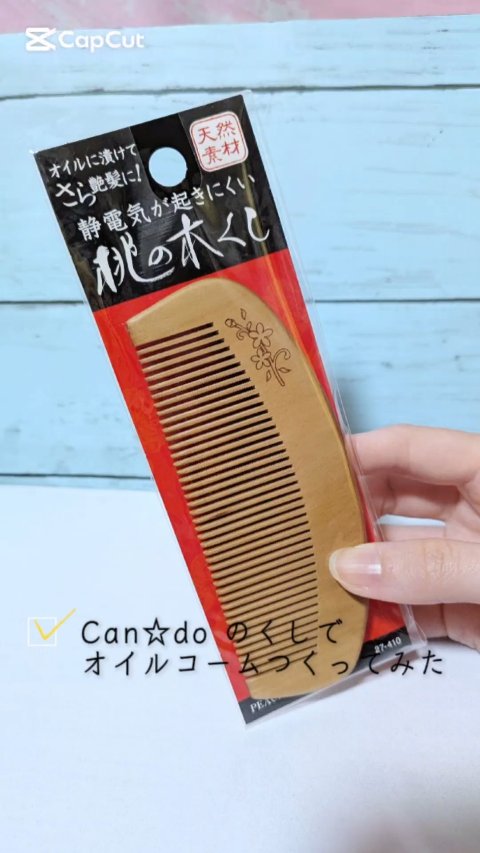 CapCut
オイルに漬けて
さら艶髪に!
天然
素材
静電気が起きにくい
桃の木くし
Can☆do のくしで
オイルコームつくってみた
27-410